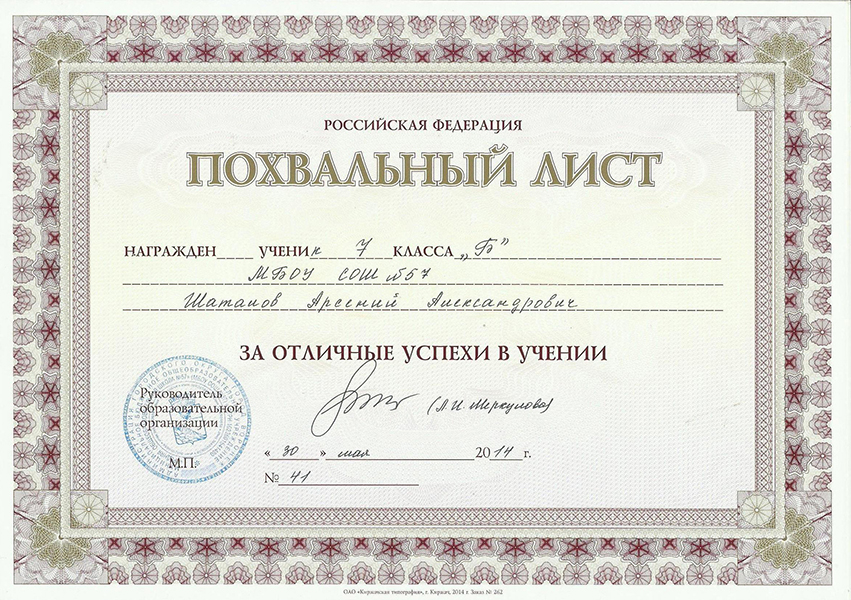 РОССИЙСКАЯ ФЕДЕРАЦИЯ
ПОХВАЛЬНЫЙ ЛИСТ
НАГРАЖДЕН____ УЧЕНИк 7 КЛАССА „Б"
МБОУ СОШ №57
Шаталов Арсений Александрович
ЗА ОТЛИЧНЫЕ УСПЕХИ В УЧЕНИИ
(Л.И. Меркулова)
Руководитель
образовательной
организации
« 30 » мая 2014 г.
М.П.
№ 41
ОАО «Киржачская типография», г. Киржач, 2014 г. Заказ № 262